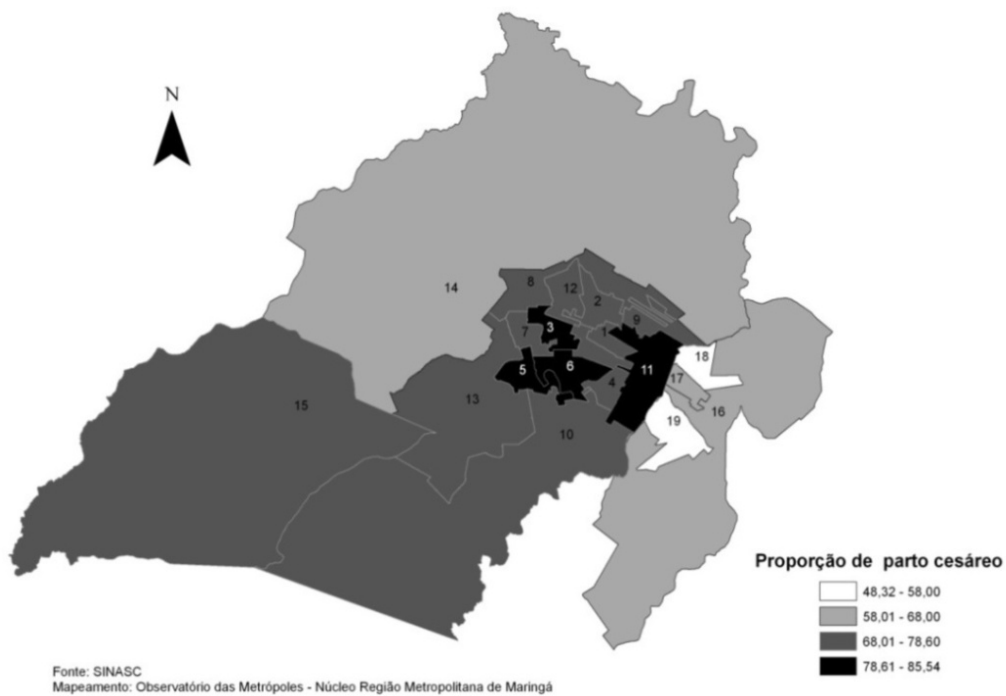 N
14
8
12
2
9
3
1
7
18
5
6
11
4
17
15
13
16
19
10
Proporção de parto cesáreo
48,32 - 58,00
58,01 - 68,00
68,01 - 78,60
78,61 - 85,54
Fonte: SINASC
Mapeamento: Observatório das Metrópoles - Núcleo Região Metropolitana de Maringá